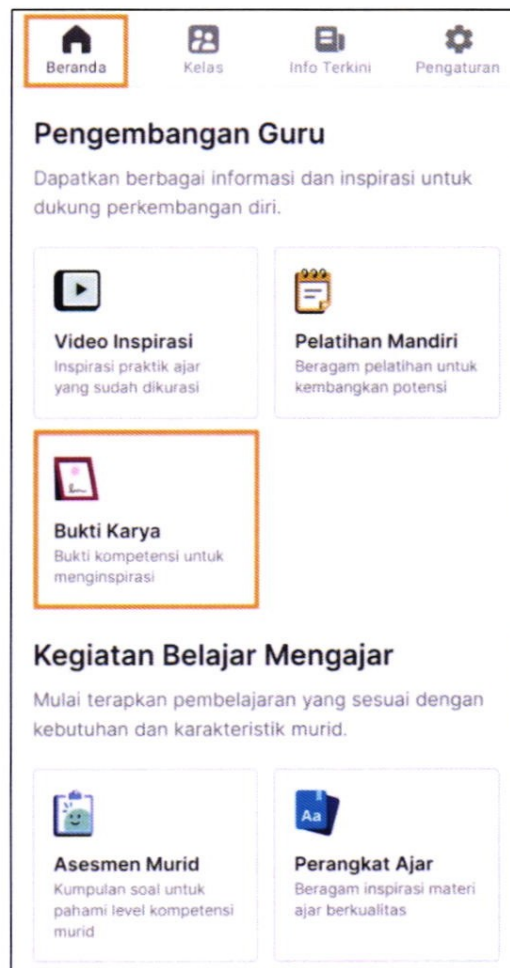 Beranda Kelas Info Terkini Pengaturan
Pengembangan Guru
Dapatkan berbagai informasi dan inspirasi untuk
dukung perkembangan diri.
Video Inspirasi
Inspirasi praktik ajar
yang sudah dikurasi
Pelatihan Mandiri
Beragam pelatihan untuk
kembangkan potensi
Bukti Karya
Bukti kompetensi untuk
menginspirasi
Kegiatan Belajar Mengajar
Mulai terapkan pembelajaran yang sesuai dengan
kebutuhan dan karakteristik murid.
Asesmen Murid
Kumpulan soal untuk
pahami level kompetensi
murid
Aa
Perangkat Ajar
Beragam inspirasi materi
ajar berkualitas